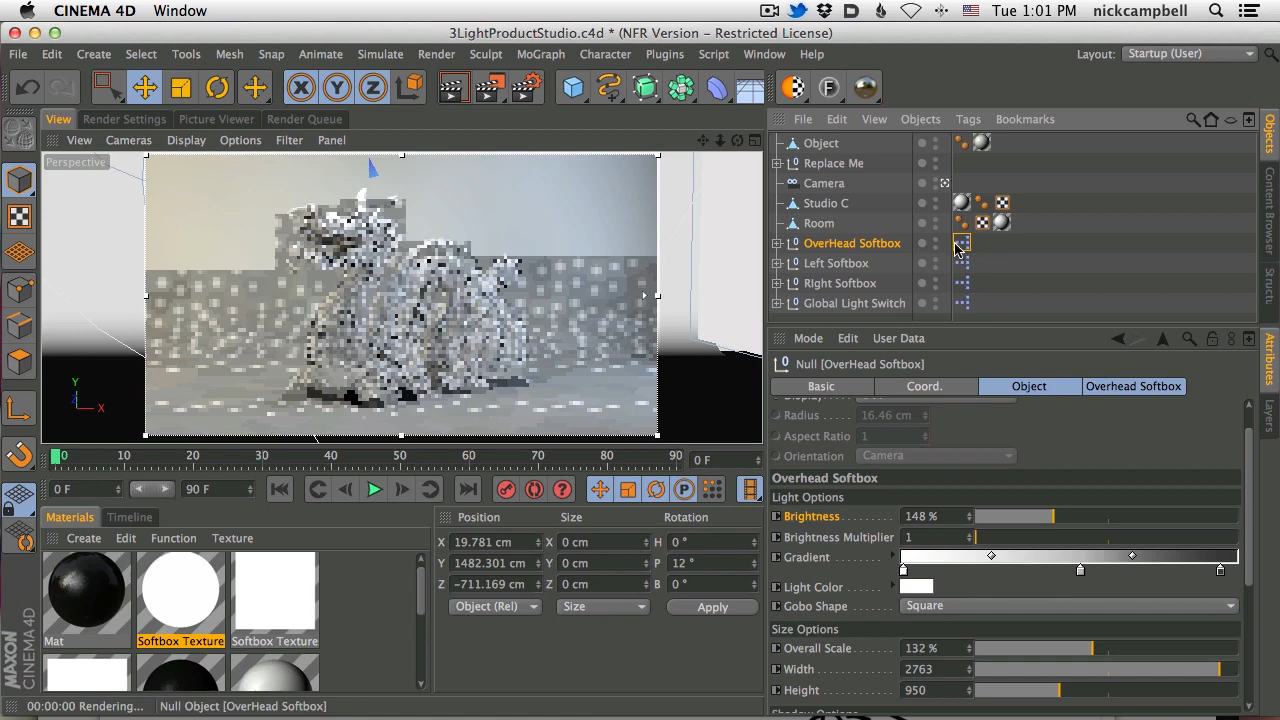 CINEMA 4D Window Tue 1:01 PM nickcampbell
3LightProductStudio.c4d * (NFR Version - Restricted License)
File Edit Create Select Tools Mesh Snap Animate Simulate Render Sculpt MoGraph Character Plugins Script Window Help Layout: Startup (User)
X Y Z F
View Render Settings Picture Viewer Render Queue
File Edit View Objects Tags Bookmarks
View Cameras Display Options Filter Panel
Perspective
Object
Replace Me
Camera
Studio C
Room
OverHead Softbox
Left Softbox
Right Softbox
Global Light Switch
Objects
Content Browser
Structu
Mode Edit User Data
Null [OverHead Softbox]
Basic Coord. Object Overhead Softbox
Radius 16.46 cm
Aspect Ratio 1
Orientation Camera
Overhead Softbox
Light Options
Brightness 148 %
Brightness Multiplier 1
Gradient
Light Color
Gobo Shape Square
Size Options
Overall Scale 132 %
Width 2763
Height 950
Attributes
Layers
Y
Z
X
0 10 20 30 40 50 60 70 80 90 0 F
0 F 90 F
P
Materials Timeline
Create Edit Function Texture
Mat Softbox Texture Softbox Texture
Position Size Rotation
X 19.781 cm X 0 cm H 0 °
Y 1482.301 cm Y 0 cm P 12 °
Z -711.169 cm Z 0 cm B 0 °
Object (Rel) Size Apply
MAXON
CINEMA 4D
00:00:00 Rendering... Null Object [OverHead Softbox]